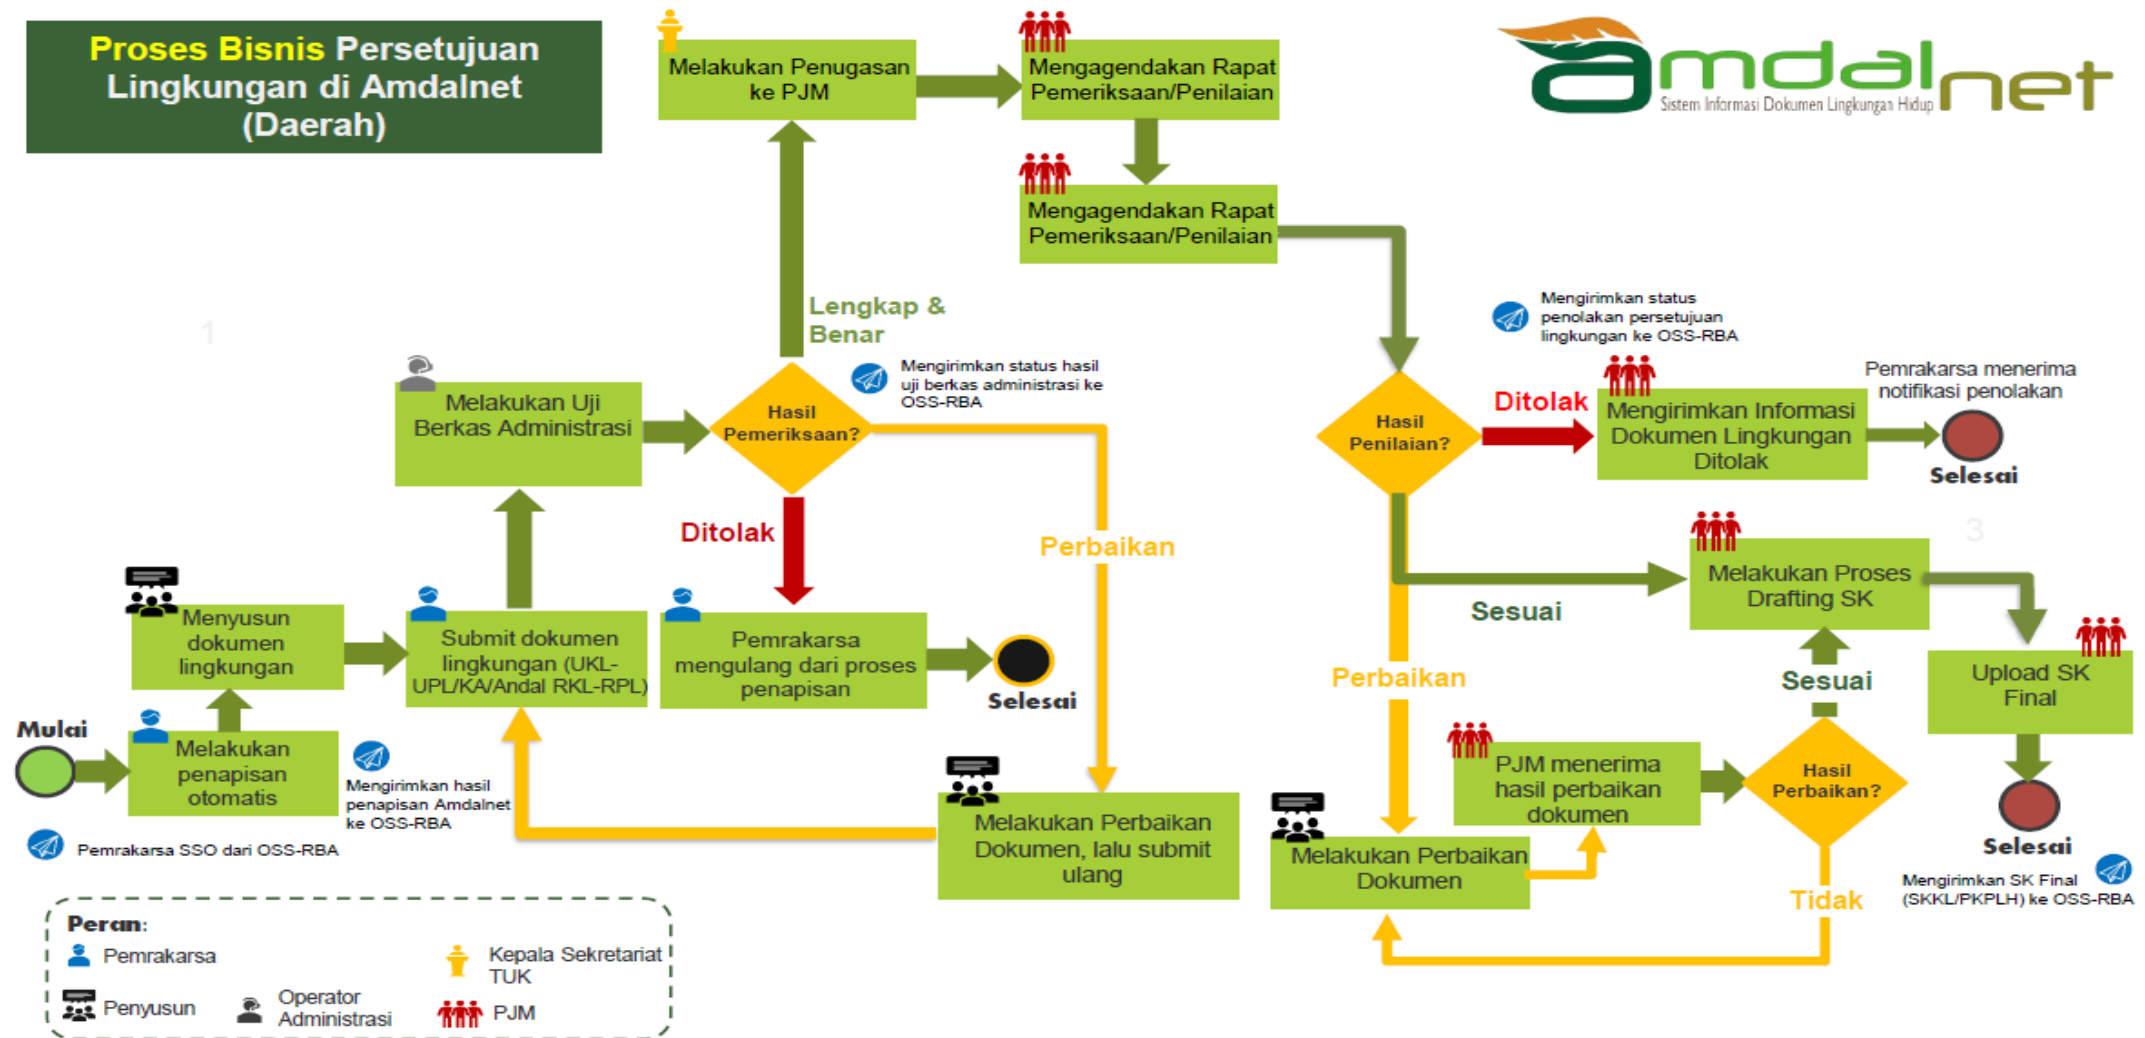 Proses Bisnis Persetujuan
Lingkungan di Amdalnet
(Daerah)
amdalnet
Sistem Informasi Dokumen Lingkungan Hidup
Melakukan Penugasan
ke PJM
Mengagendakan Rapat
Pemeriksaan/Penilaian
Mengagendakan Rapat
Pemeriksaan/Penilaian
Lengkap &
Benar
1
Mengirimkan status hasil
uji berkas administrasi ke
OSS-RBA
Melakukan Uji
Berkas Administrasi
Hasil
Pemeriksaan?
Ditolak
Perbaikan
Mengirimkan status
penolakan persetujuan
lingkungan ke OSS-RBA
Hasil
Penilaian?
Ditolak
Mengirimkan Informasi
Dokumen Lingkungan
Ditolak
Pemrakarsa menerima
notifikasi penolakan
Selesai
3
Menyusun
dokumen
lingkungan
Submit dokumen
lingkungan (UKL-
UPL/KA/Andal RKL-RPL)
Pemrakarsa
mengulang dari proses
penapisan
Selesai
Sesuai
Melakukan Proses
Drafting SK
Perbaikan
Sesuai
Upload SK
Final
Mulai
Melakukan
penapisan
otomatis
Mengirimkan hasil
penapisan Amdalnet
ke OSS-RBA
Pemrakarsa SSO dari OSS-RBA
Melakukan Perbaikan
Dokumen, lalu submit
ulang
PJM menerima
hasil perbaikan
dokumen
Hasil
Perbaikan?
Melakukan Perbaikan
Dokumen
Tidak
Selesai
Mengirimkan SK Final
(SKKL/PKPLH) ke OSS-RBA
Peran:
Pemrakarsa
Kepala Sekretariat
TUK
Penyusun
Operator
Administrasi
PJM